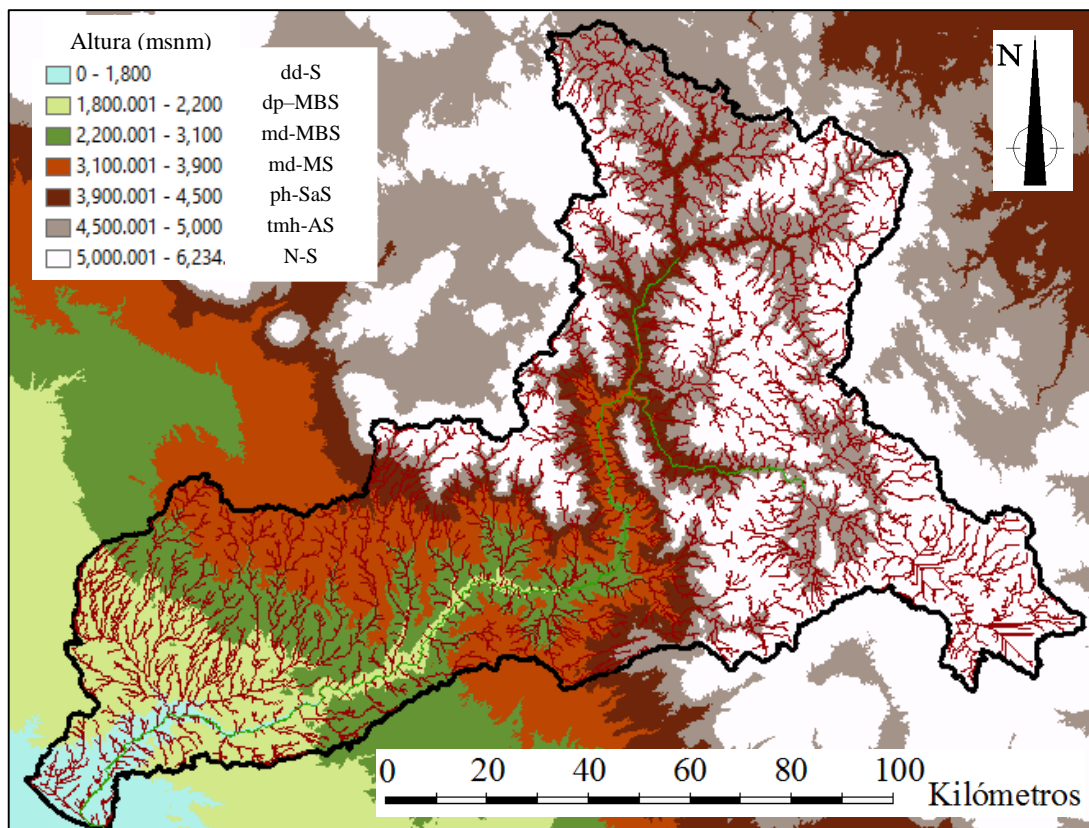 Altura (msnm)
0 - 1,800 dd-S
1,800.001 - 2,200 dp–MBS
2,200.001 - 3,100 md-MBS
3,100.001 - 3,900 md-MS
3,900.001 - 4,500 ph-SaS
4,500.001 - 5,000 tmh-AS
5,000.001 - 6,234. N-S
N
0 20 40 60 80 100
Kilómetros